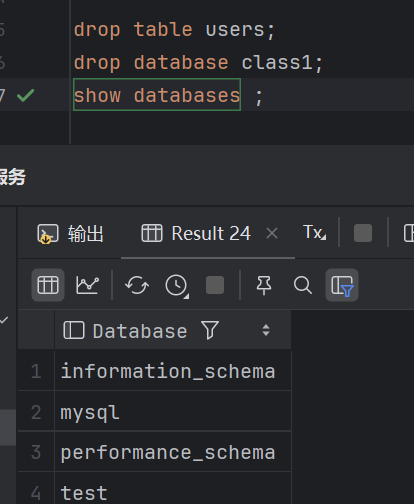 5 drop table users;
6 drop database class1;
7 show databases ;
服务
输出 Result 24 × Tx
Database
1 information_schema
2 mysql
3 performance_schema
4 test